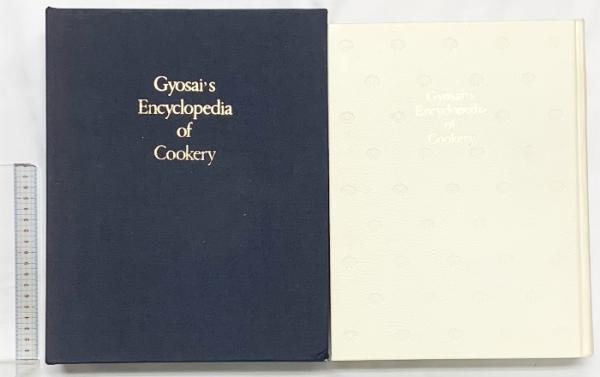 Gyosai's
Encyclopedia
of
Cookery
Gyosai's
Encyclopedia
of
Cookery